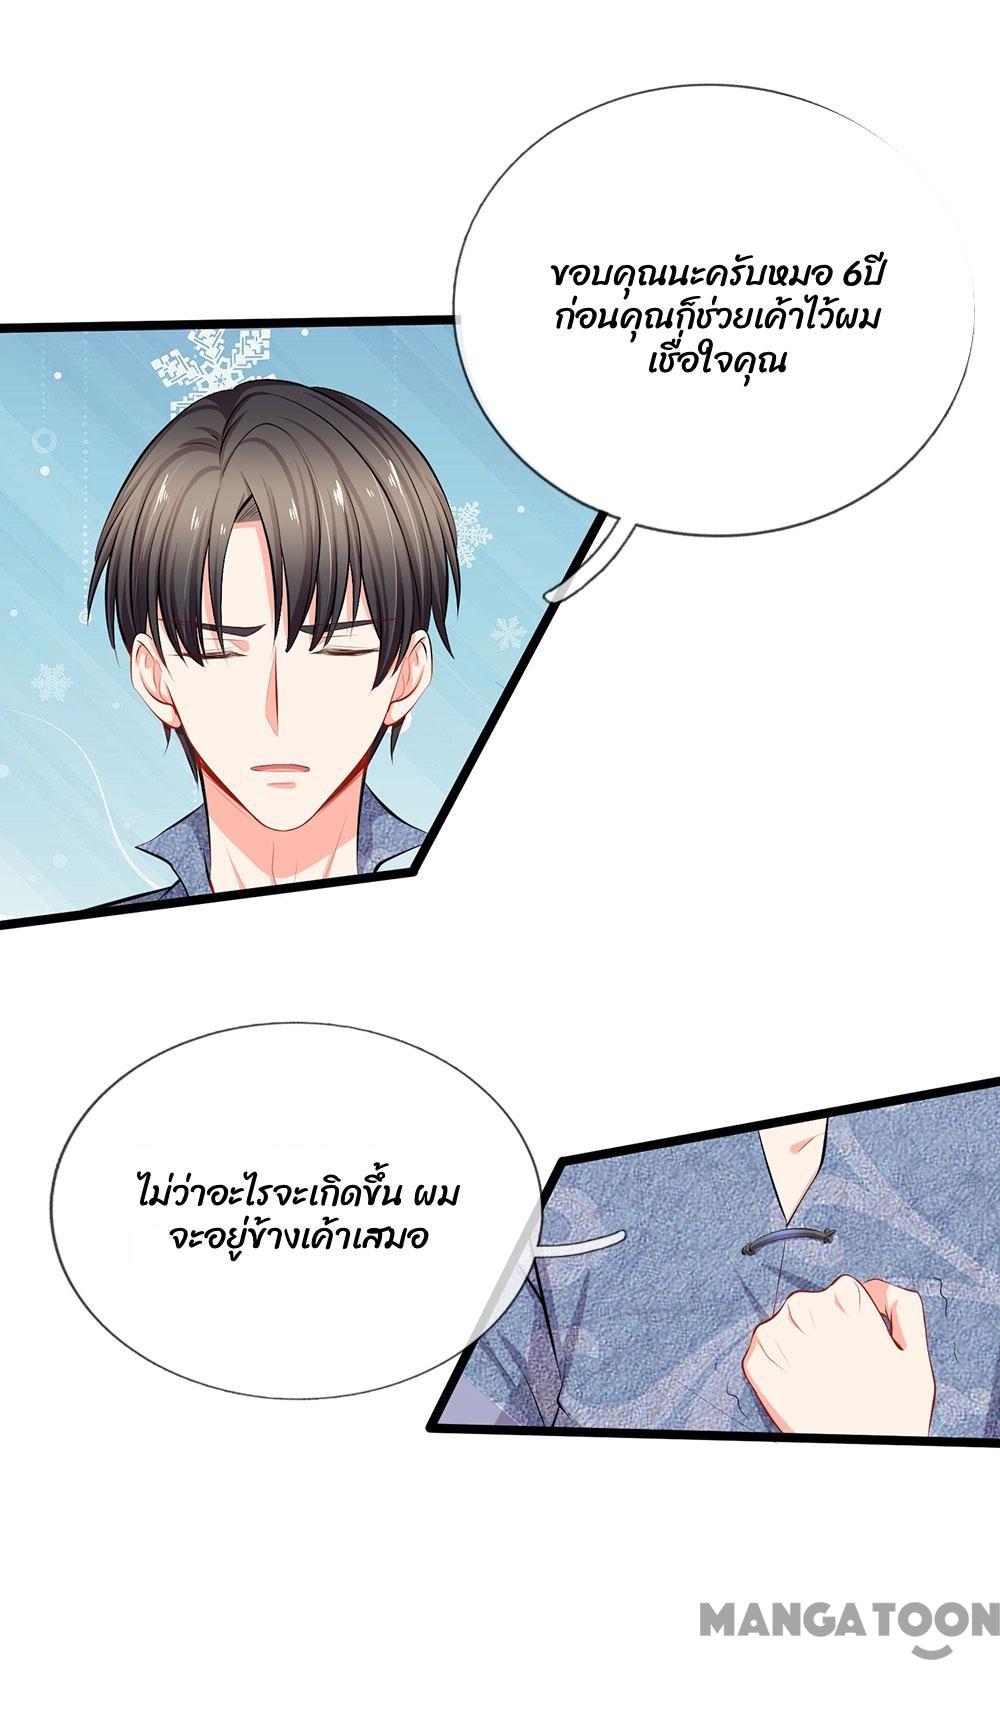 ขอบคุณนะครับหมอ 6ปี
ก่อนคุณก็ช่วยเค้าไว้ผม
เชื่อใจคุณ
ไม่ว่าอะไรจะเกิดขึ้น ผม
จะอยู่ข้างเค้าเสมอ
MANGATOON